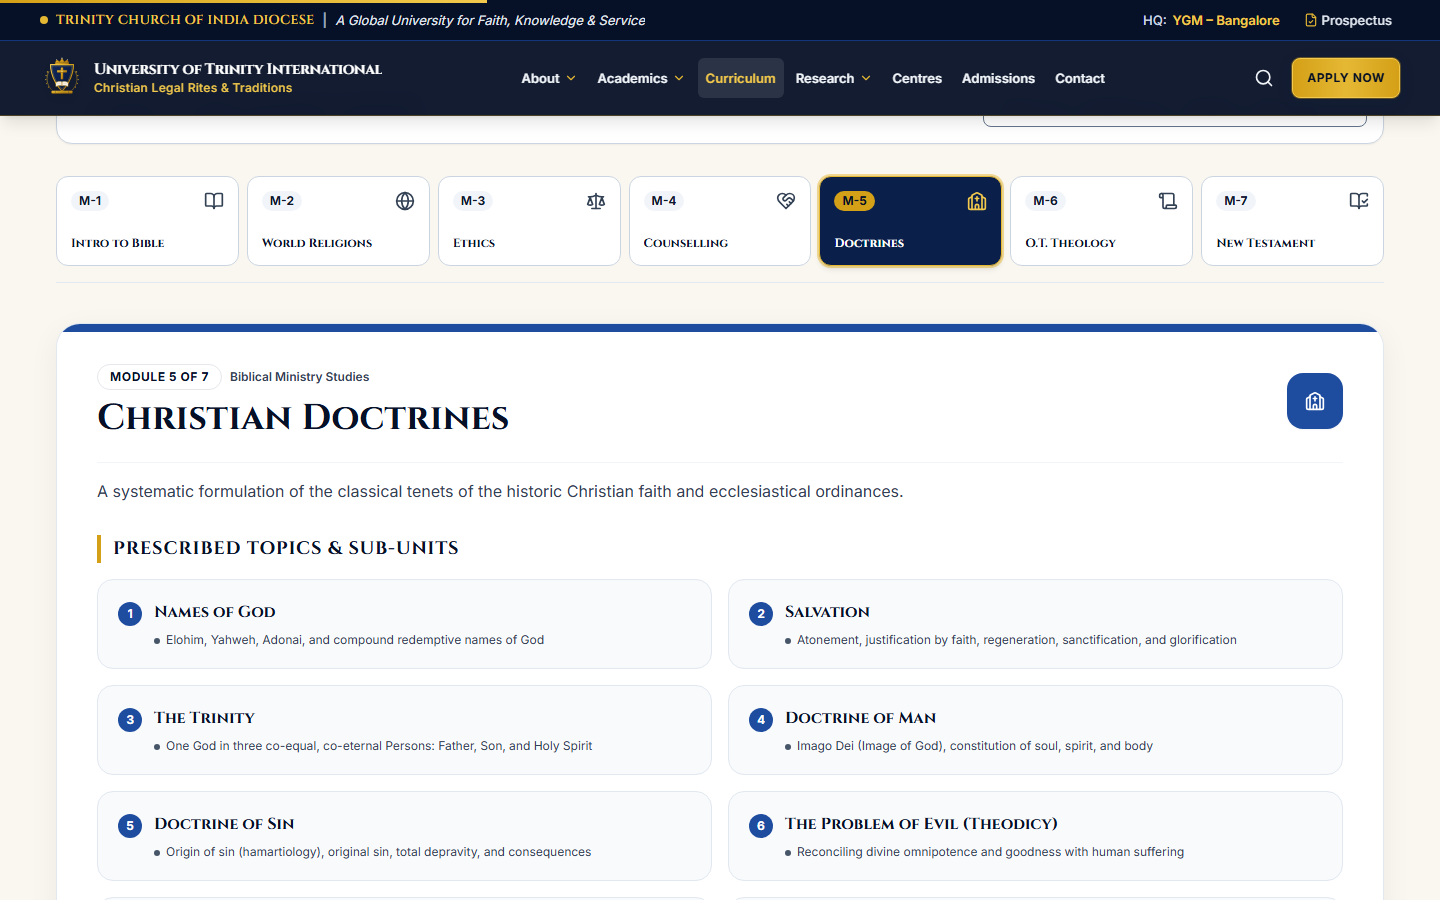 TRINITY CHURCH OF INDIA DIOCESE | A Global University for Faith, Knowledge & Service
HQ: YGM – Bangalore Prospectus
University of Trinity International
Christian Legal Rites & Traditions
About Academics Curriculum Research Centres Admissions Contact
APPLY NOW
M-1
Intro to Bible
M-2
World Religions
M-3
Ethics
M-4
Counselling
M-5
Doctrines
M-6
O.T. Theology
M-7
New Testament
MODULE 5 OF 7 Biblical Ministry Studies
Christian Doctrines
A systematic formulation of the classical tenets of the historic Christian faith and ecclesiastical ordinances.
PRESCRIBED TOPICS & SUB-UNITS
1 Names of God
Elohim, Yahweh, Adonai, and compound redemptive names of God
2 Salvation
Atonement, justification by faith, regeneration, sanctification, and glorification
3 The Trinity
One God in three co-equal, co-eternal Persons: Father, Son, and Holy Spirit
4 Doctrine of Man
Imago Dei (Image of God), constitution of soul, spirit, and body
5 Doctrine of Sin
Origin of sin (hamartiology), original sin, total depravity, and consequences
6 The Problem of Evil (Theodicy)
Reconciling divine omnipotence and goodness with human suffering